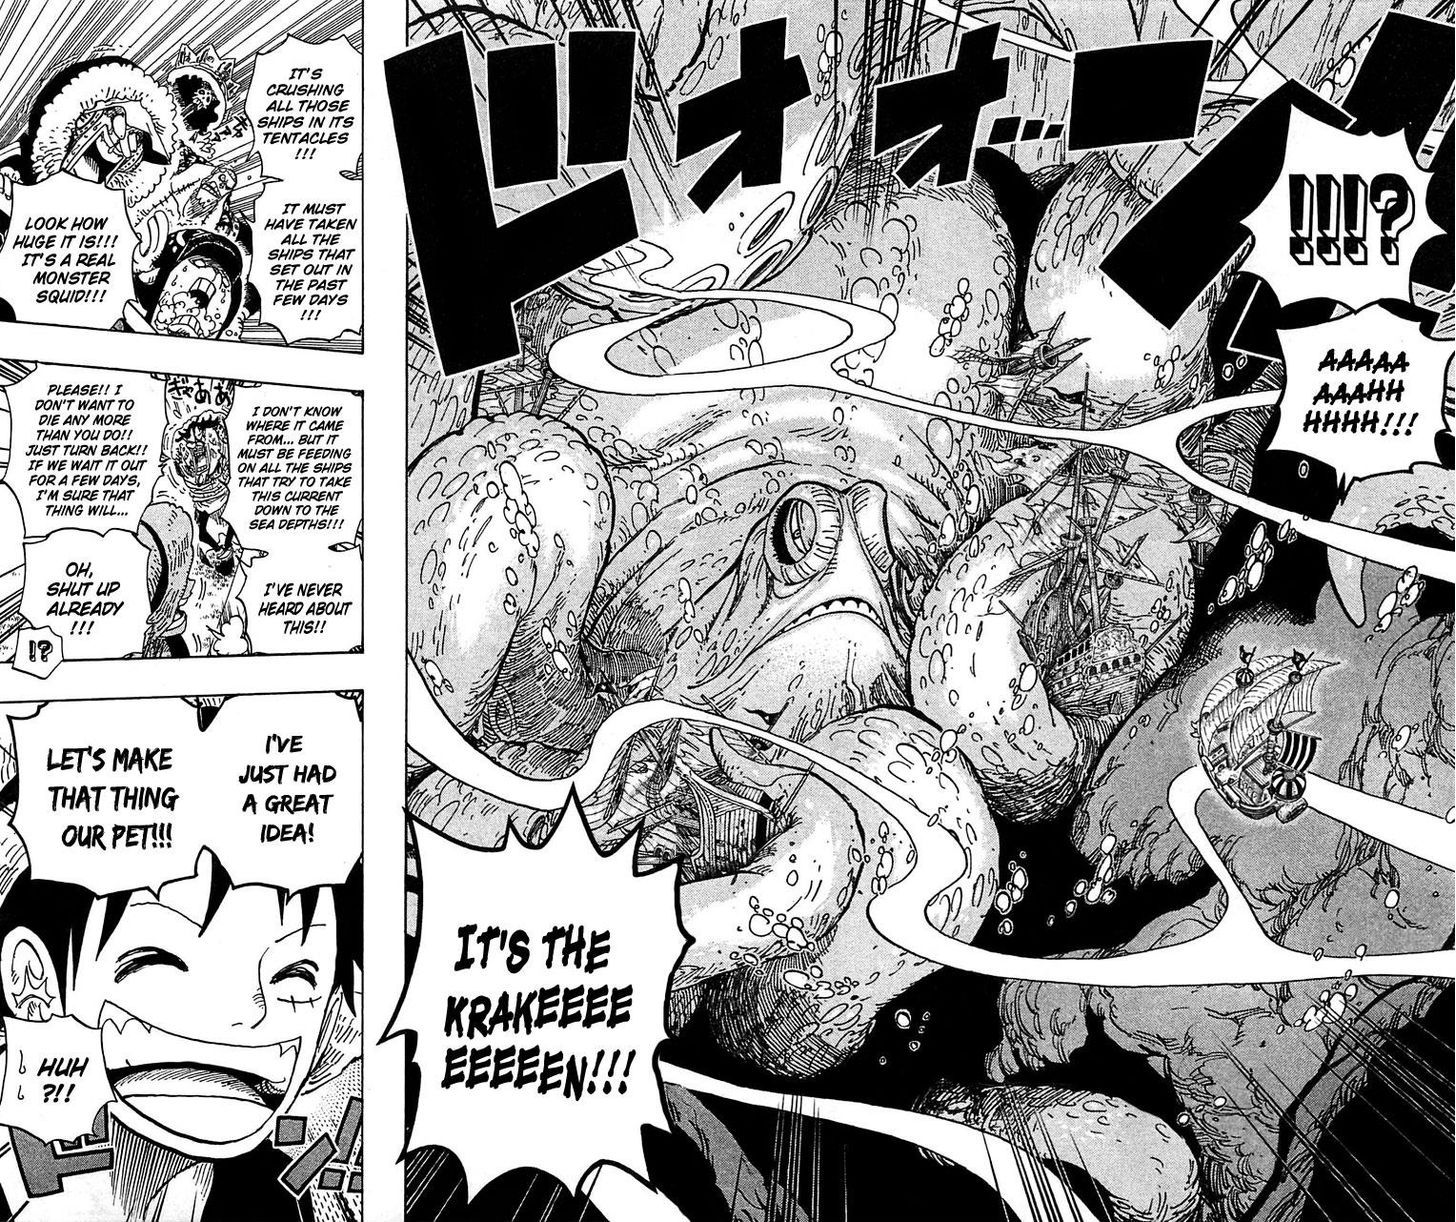 ドオオーーン
!!!!?
AAAAA
AAAHH
HHHH!!!
IT'S THE
KRAKEEEE
EEEEEEN!!!
IT'S
CRUSHING
ALL THOSE
SHIPS IN ITS
TENTACLES
!!!
IT MUST
HAVE TAKEN
ALL THE
SHIPS THAT
SET OUT IN
THE PAST
FEW DAYS
!!!
LOOK HOW
HUGE IT IS!!!
IT'S A REAL
MONSTER
SQUID!!!
ぎゃああ
I DON'T KNOW
WHERE IT CAME
FROM... BUT IT
MUST BE FEEDING
ON ALL THE SHIPS
THAT TRY TO TAKE
THIS CURRENT
DOWN TO THE
SEA DEPTHS!!!
I'VE NEVER
HEARD ABOUT
THIS!!
PLEASE!! I
DON'T WANT TO
DIE ANY MORE
THAN YOU DO!!
JUST TURN BACK!!
IF WE WAIT IT OUT
FOR A FEW DAYS,
I'M SURE THAT
THING WILL...
OH,
SHUT UP
ALREADY
!!!
!?
I'VE
JUST HAD
A GREAT
IDEA!
LET'S MAKE
THAT THING
OUR PET!!!
HUH
?!!